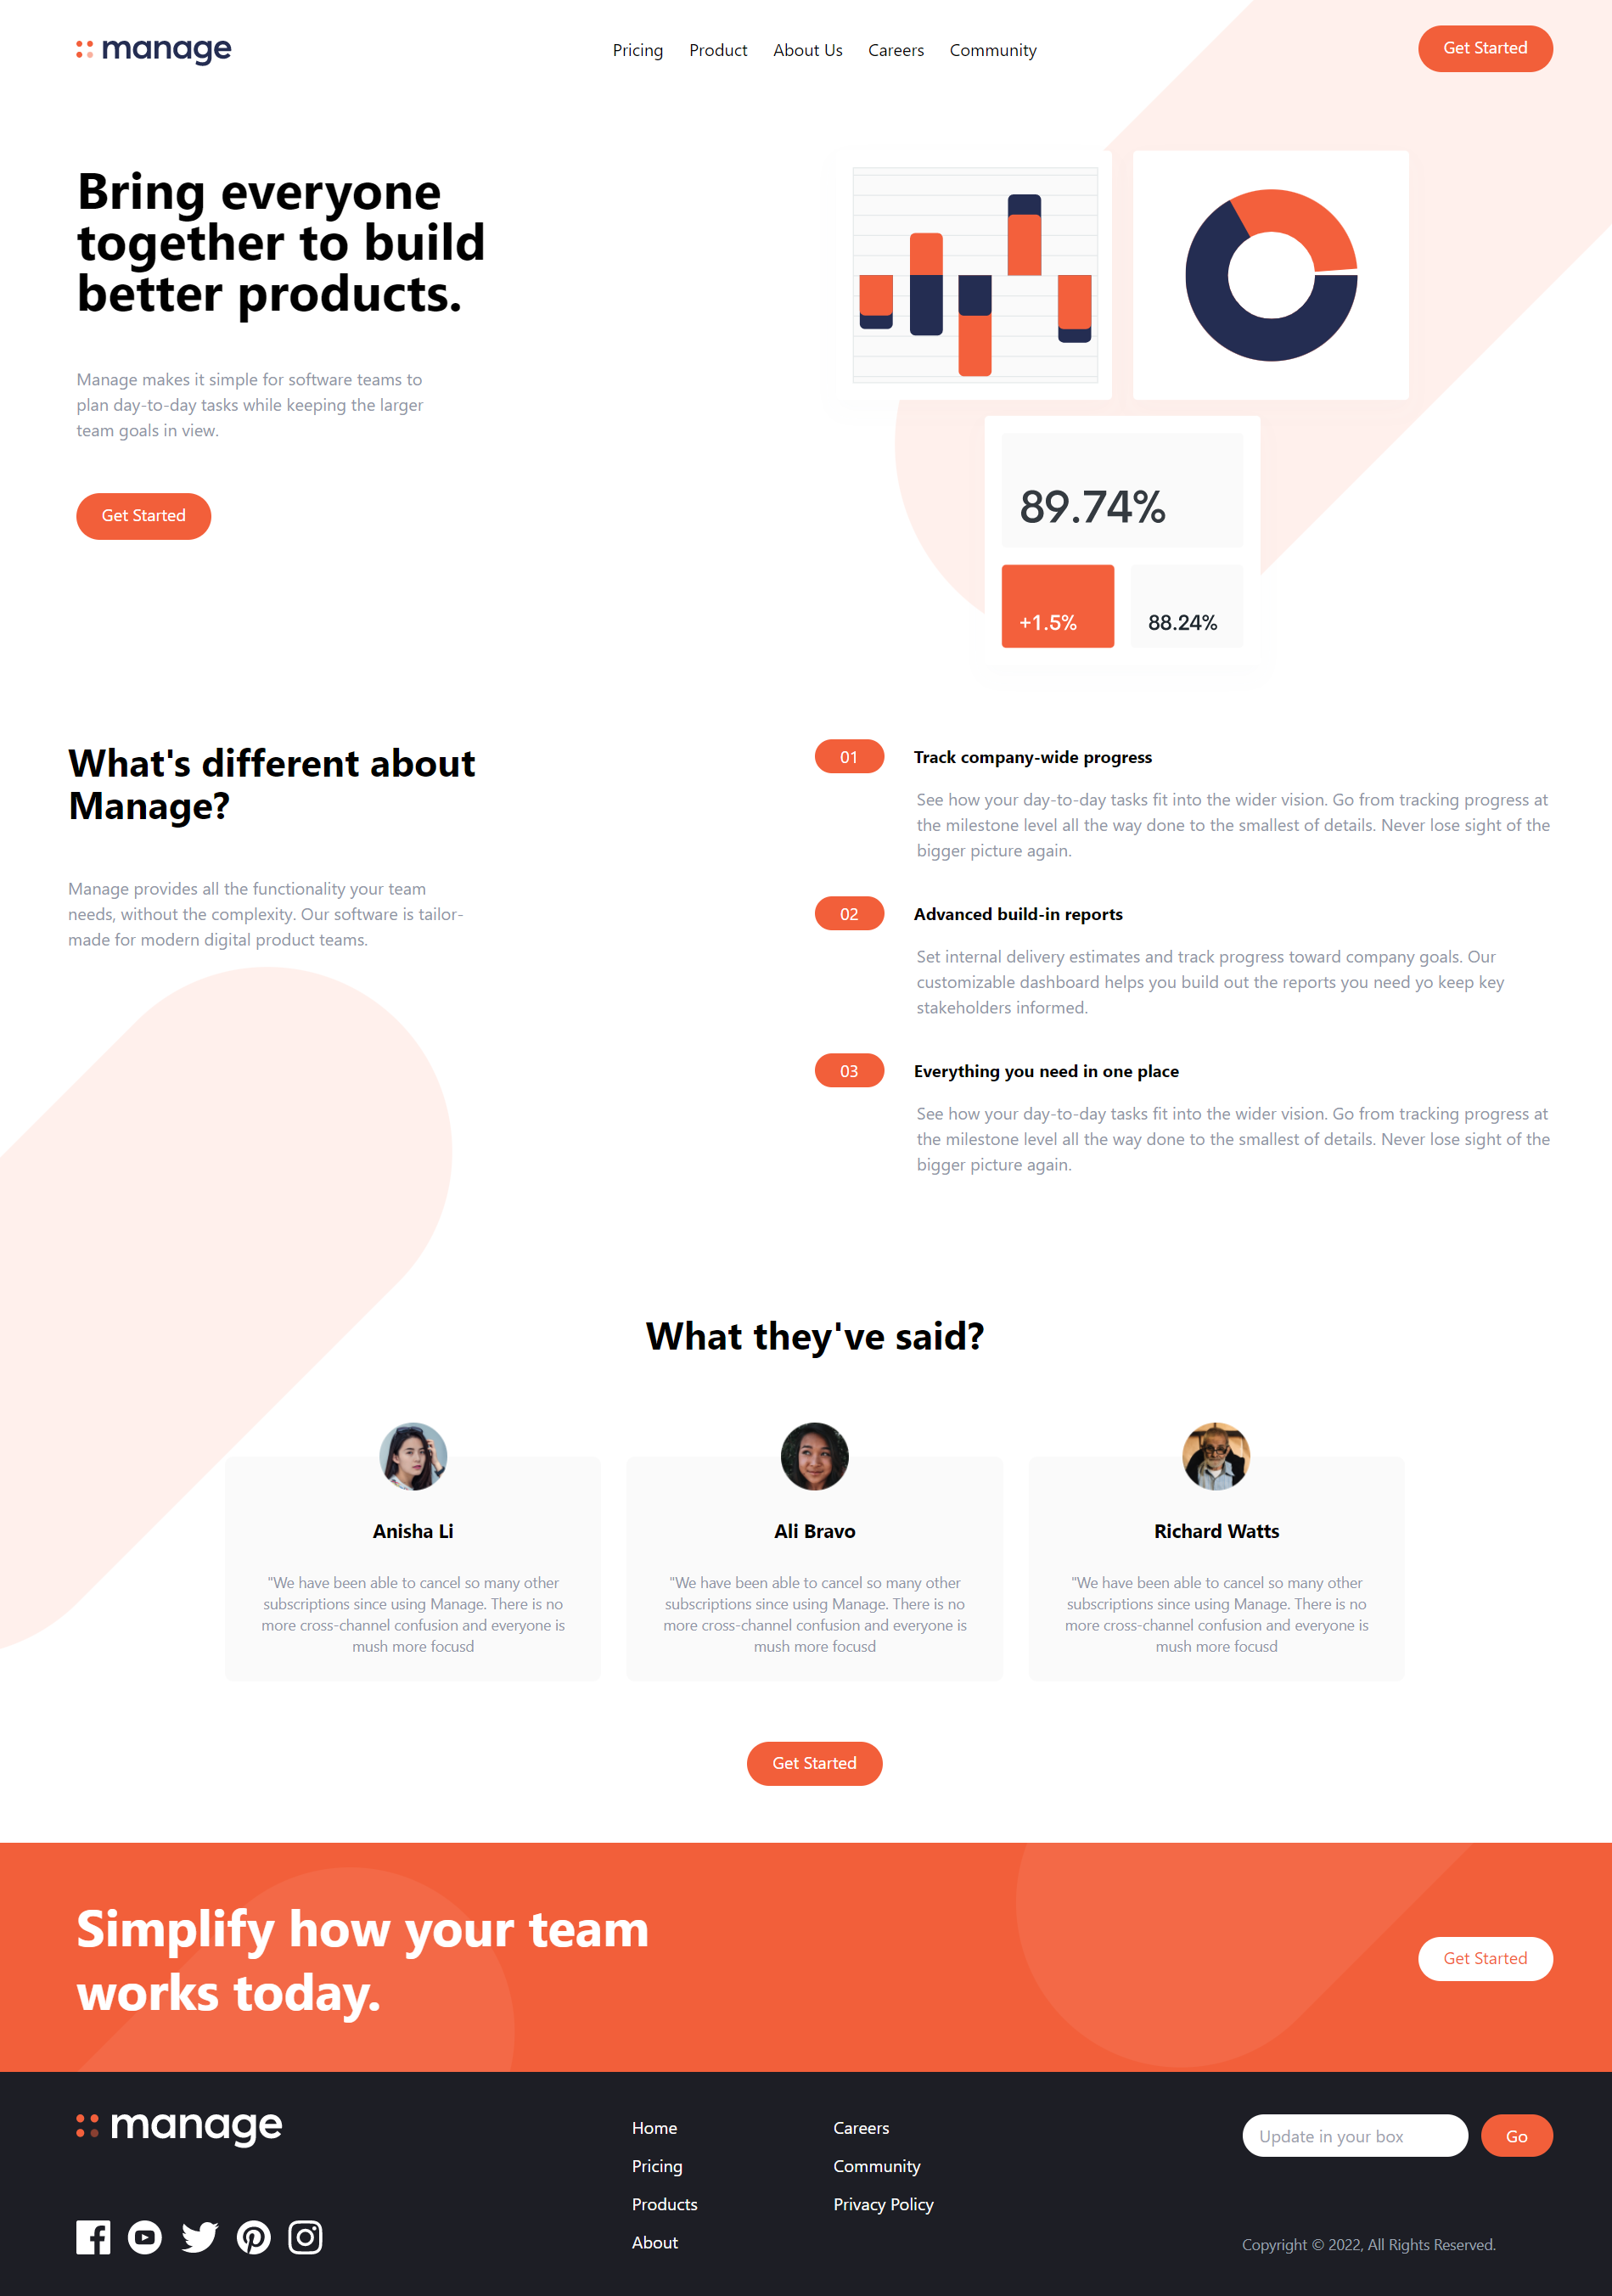 manage
Pricing Product About Us Careers Community
Get Started
Bring everyone
together to build
better products.
Manage makes it simple for software teams to
plan day-to-day tasks while keeping the larger
team goals in view.
Get Started
89.74%
+1.5%
88.24%
What's different about
Manage?
Manage provides all the functionality your team
needs, without the complexity. Our software is tailor-
made for modern digital product teams.
01 Track company-wide progress
See how your day-to-day tasks fit into the wider vision. Go from tracking progress at
the milestone level all the way done to the smallest of details. Never lose sight of the
bigger picture again.
02 Advanced build-in reports
Set internal delivery estimates and track progress toward company goals. Our
customizable dashboard helps you build out the reports you need yo keep key
stakeholders informed.
03 Everything you need in one place
See how your day-to-day tasks fit into the wider vision. Go from tracking progress at
the milestone level all the way done to the smallest of details. Never lose sight of the
bigger picture again.
What they've said?
Anisha Li
"We have been able to cancel so many other
subscriptions since using Manage. There is no
more cross-channel confusion and everyone is
mush more focusd
Ali Bravo
"We have been able to cancel so many other
subscriptions since using Manage. There is no
more cross-channel confusion and everyone is
mush more focusd
Richard Watts
"We have been able to cancel so many other
subscriptions since using Manage. There is no
more cross-channel confusion and everyone is
mush more focusd
Get Started
Simplify how your team
works today.
Get Started
manage
Home
Pricing
Products
About
Careers
Community
Privacy Policy
Update in your box
Go
Copyright © 2022, All Rights Reserved.